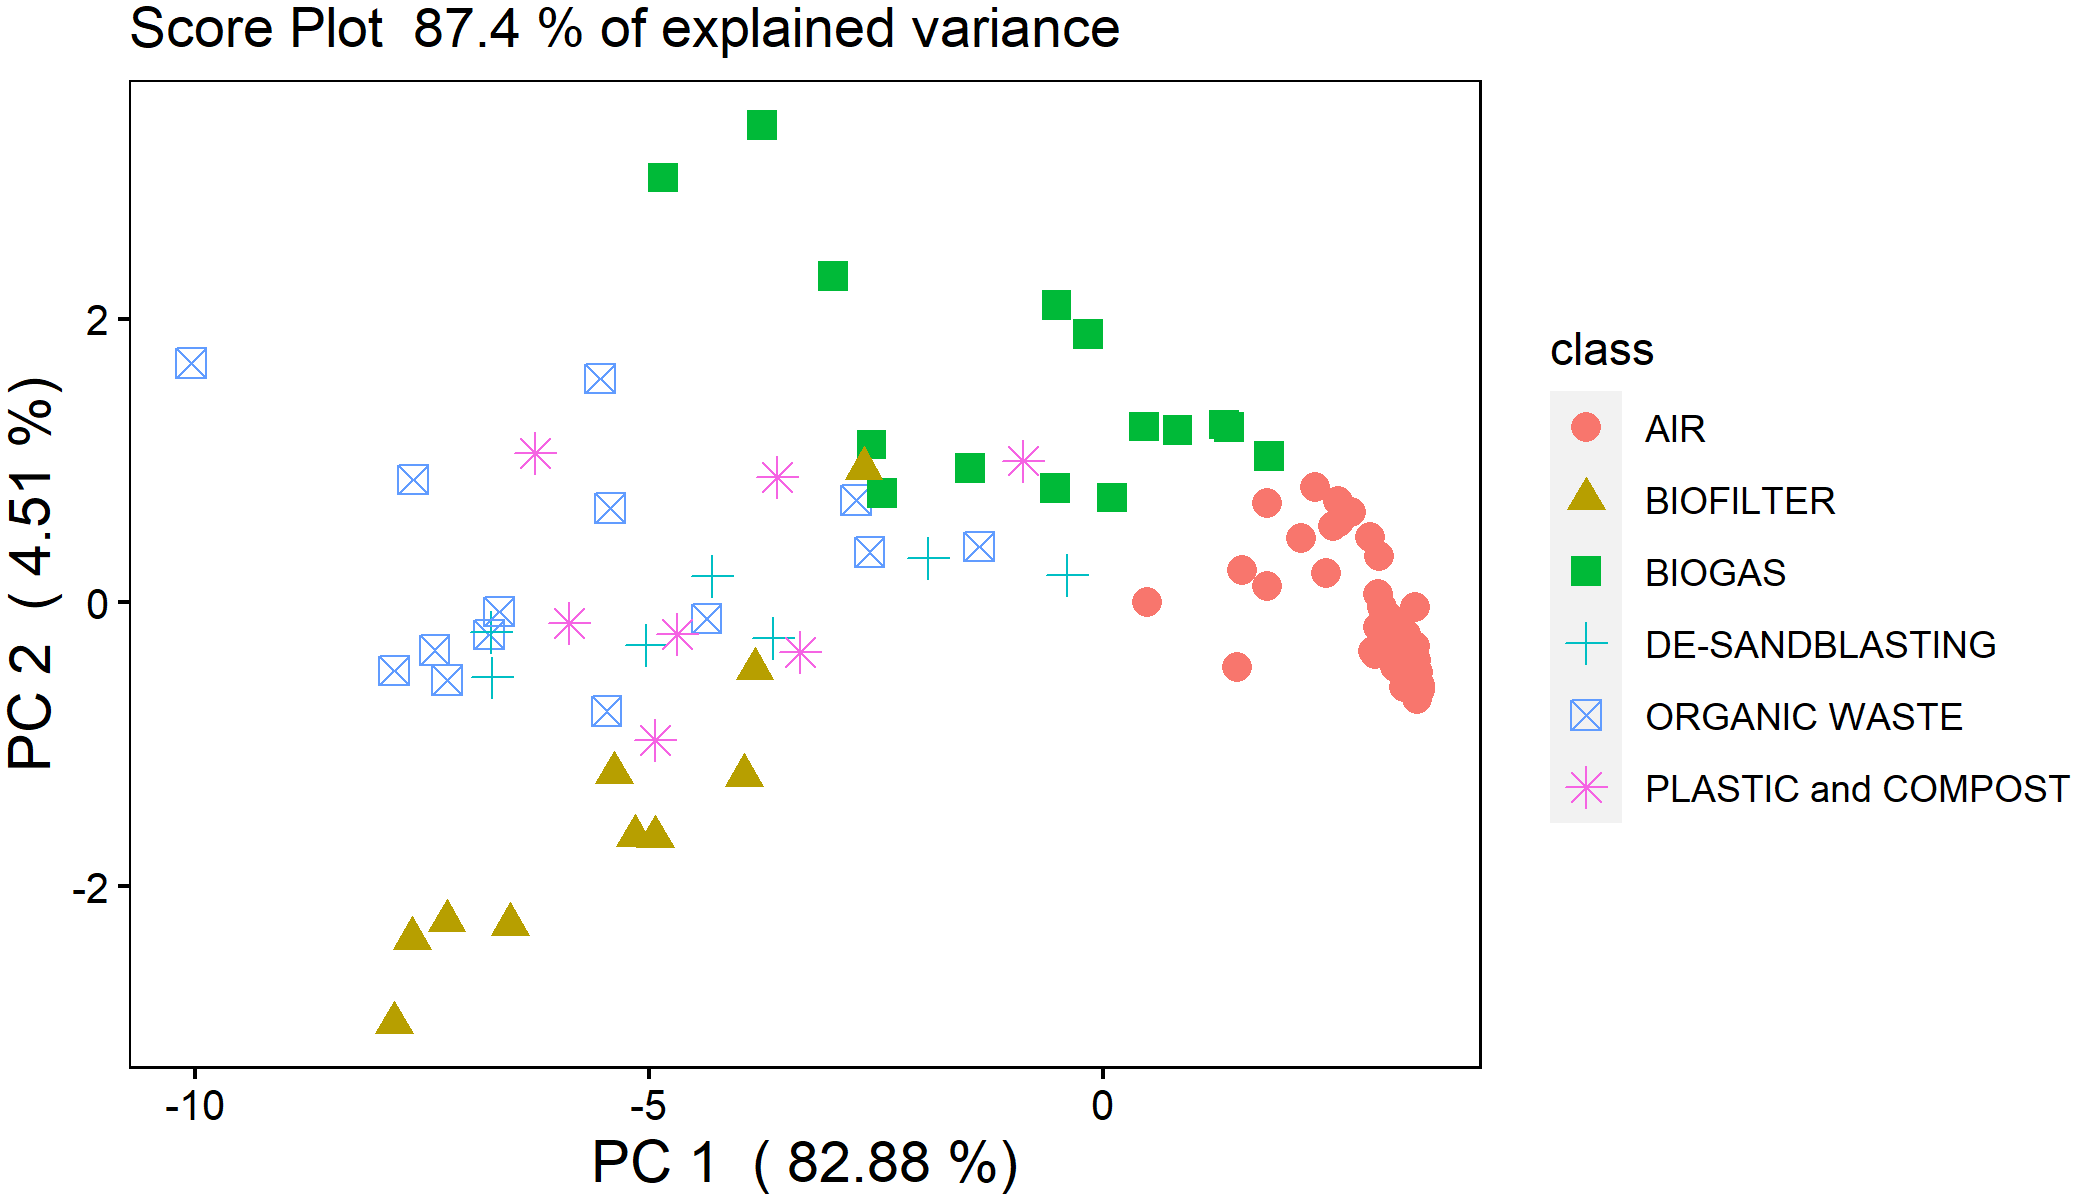 Score Plot  87.4 % of explained variance
PC 2  ( 4.51 %)
2
0
-2
-10
-5
0
PC 1  ( 82.88 %)
class
AIR
BIOFILTER
BIOGAS
DE-SANDBLASTING
ORGANIC WASTE
PLASTIC and COMPOST